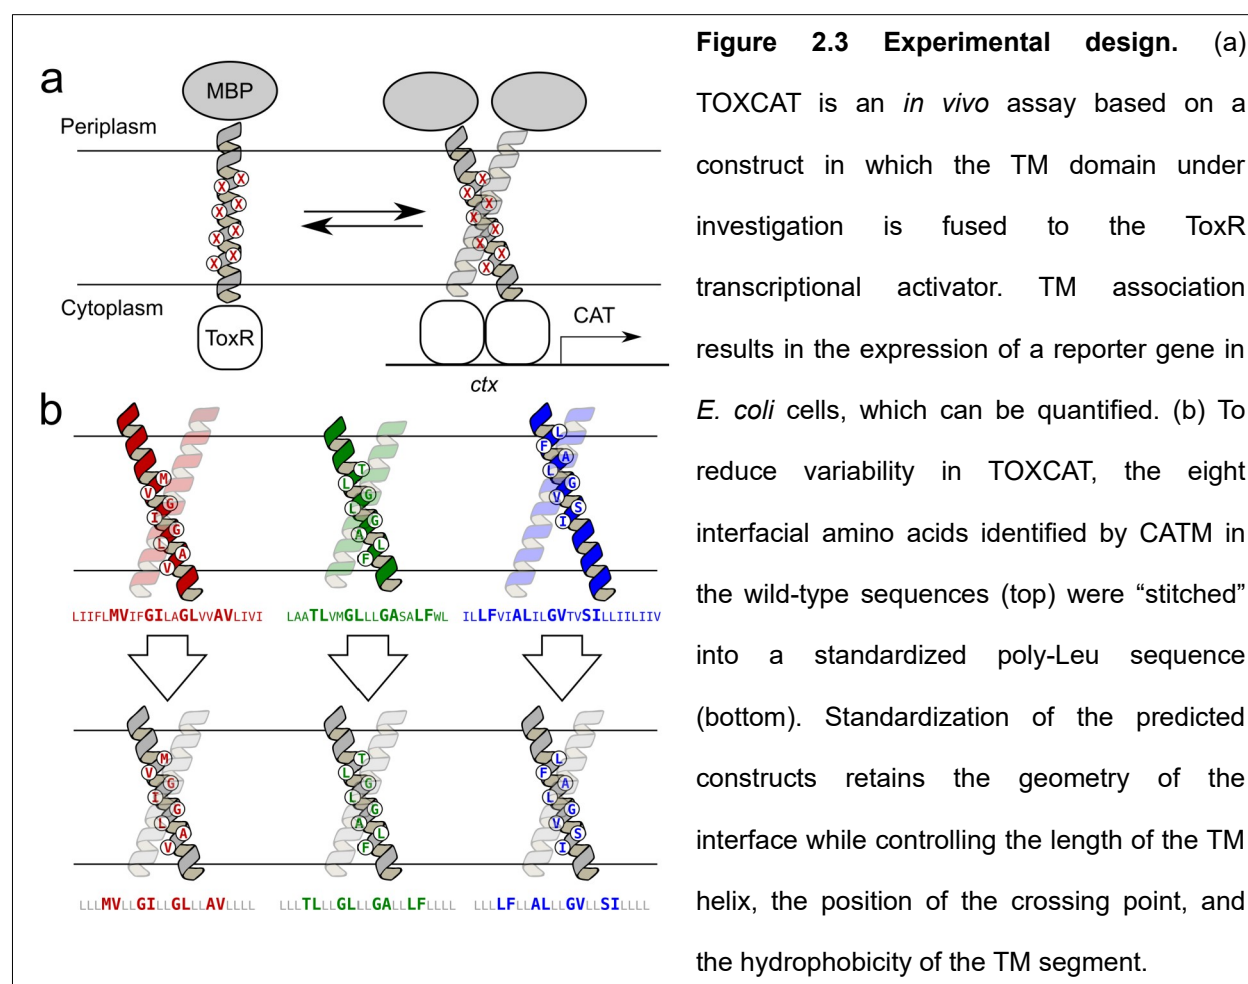 a
MBP
Periplasm
X X X X X X X X
X X X X X X X X
Cytoplasm
ToxR
CAT
ctx
b
M V G I G L A V
T L G L G A L F
L F A L G V S I
LIIFLMVIFGILAGLVVAVLIVI LAATLVMGLLLGASALFWL ILLFVIALILGVTVSILLIILIIV
M V G I G L A V
T L G L G A L F
L F A L G V S I
LLLMVLLGILLGLLLAVLLLL LLLTLLLGLLLGALLLFLLLL LLLLFLLALLLGVLLSILLLL
Figure 2.3 Experimental design. (a)
TOXCAT is an in vivo assay based on a
construct in which the TM domain under
investigation is fused to the ToxR
transcriptional activator. TM association
results in the expression of a reporter gene in
E. coli cells, which can be quantified. (b) To
reduce variability in TOXCAT, the eight
interfacial amino acids identified by CATM in
the wild-type sequences (top) were “stitched”
into a standardized poly-Leu sequence
(bottom). Standardization of the predicted
constructs retains the geometry of the
interface while controlling the length of the TM
helix, the position of the crossing point, and
the hydrophobicity of the TM segment.